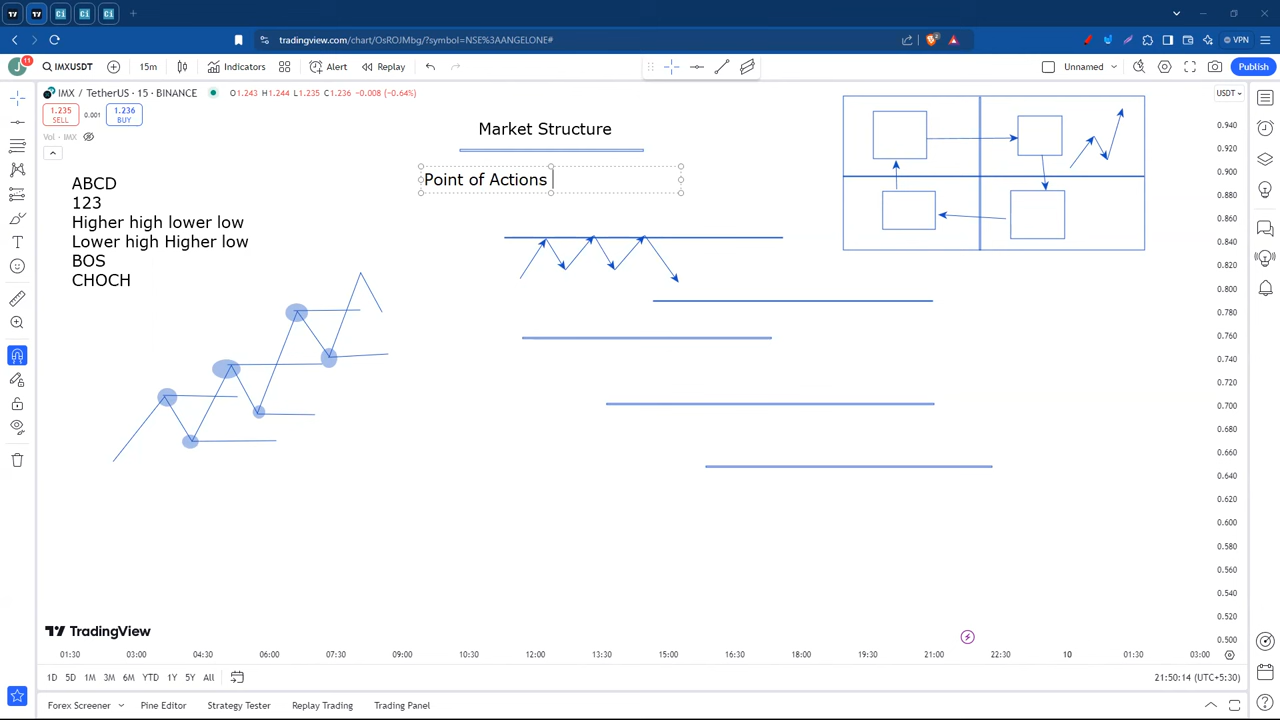 tradingview.com/chart/OsROJMbg/?symbol=NSE%3AANGELONE#
2
VPN
J
11
IMXUSDT
15m
Indicators
Alert
Replay
Unnamed
Publish
IMX / TetherUS · 15 · BINANCE
O1.243 H1.244 L1.235 C1.236 −0.008 (−0.64%)
USDT
1.235
SELL
0.001
1.236
BUY
Vol · IMX
Market Structure
Point of Actions
ABCD
123
Higher high lower low
Lower high Higher low
BOS
CHOCH
0.940
0.920
0.900
0.880
0.860
0.840
0.820
0.800
0.780
0.760
0.740
0.720
0.700
0.680
0.660
0.640
0.620
0.600
0.580
0.560
0.540
0.520
0.500
TradingView
01:30 03:00 04:30 06:00 07:30 09:00 10:30 12:00 13:30 15:00 16:30 18:00 19:30 21:00 22:30 10 01:30 03:00
1D 5D 1M 3M 6M YTD 1Y 5Y All
21:50:14 (UTC+5:30)
Forex Screener Pine Editor Strategy Tester Replay Trading Trading Panel